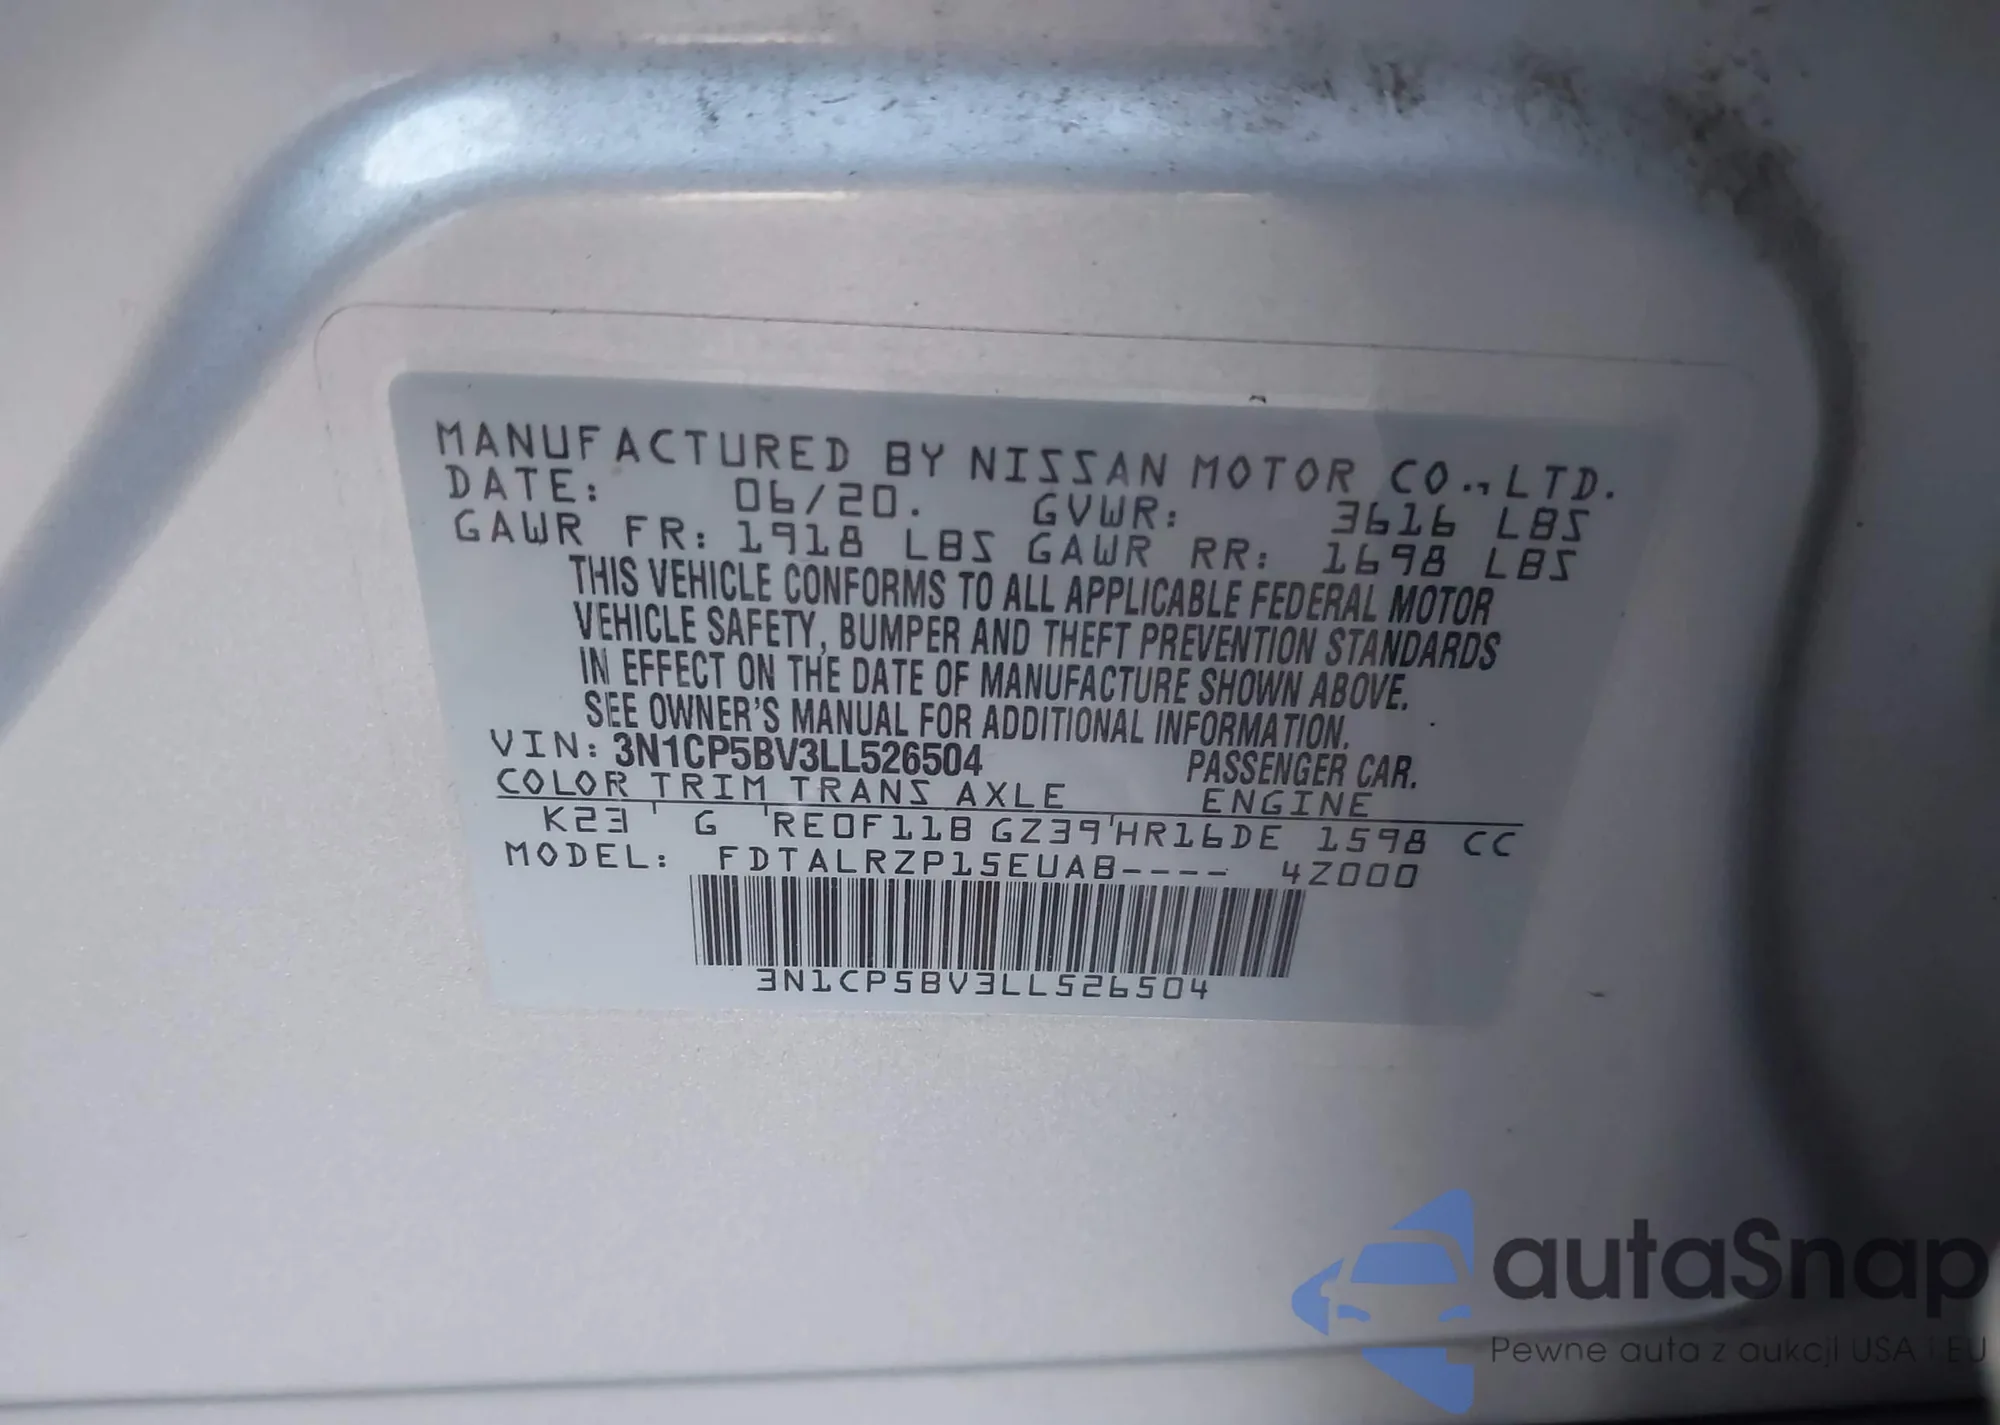 MANUFACTURED BY NISSAN MOTOR CO., LTD.
DATE: 06/20. GVWR: 3616 LBS
GAWR FR: 1918 LBS GAWR RR: 1698 LBS
THIS VEHICLE CONFORMS TO ALL APPLICABLE FEDERAL MOTOR
VEHICLE SAFETY, BUMPER AND THEFT PREVENTION STANDARDS
IN EFFECT ON THE DATE OF MANUFACTURE SHOWN ABOVE.
SEE OWNER'S MANUAL FOR ADDITIONAL INFORMATION.
VIN: 3N1CP5BV3LL526504 PASSENGER CAR.
COLOR TRIM TRANS AXLE ENGINE
K23 ' G 'RE0F11B GZ39'HR16DE 1598 CC
MODEL: FDTALRZP15EUAB---- 4Z000
3N1CP5BV3LL526504
autaSnap
Pewne auta z aukcji USA i EU